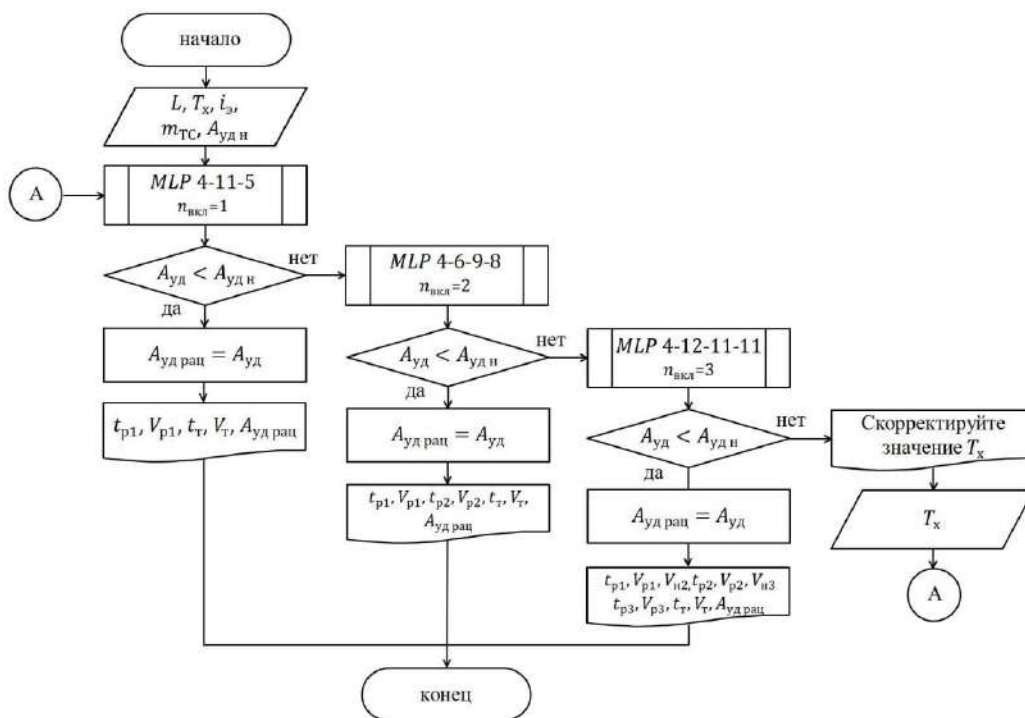 начало
L, Tₓ, iэ,
mТС, Aуд н
А
MLP 4-11-5
nвкл=1
Aуд < Aуд н
нет
да
Aуд рац = Aуд
tр1, Vр1, tт, Vт, Aуд рац
MLP 4-6-9-8
nвкл=2
Aуд < Aуд н
нет
да
Aуд рац = Aуд
tр1, Vр1, tр2, Vр2, tт, Vт,
Aуд рац
MLP 4-12-11-11
nвкл=3
Aуд < Aуд н
нет
да
Aуд рац = Aуд
tр1, Vр1, Vн2, tр2, Vр2, Vн3
tр3, Vр3, tт, Vт, Aуд рац
Скорректируйте
значение Tₓ
Tₓ
А
конец